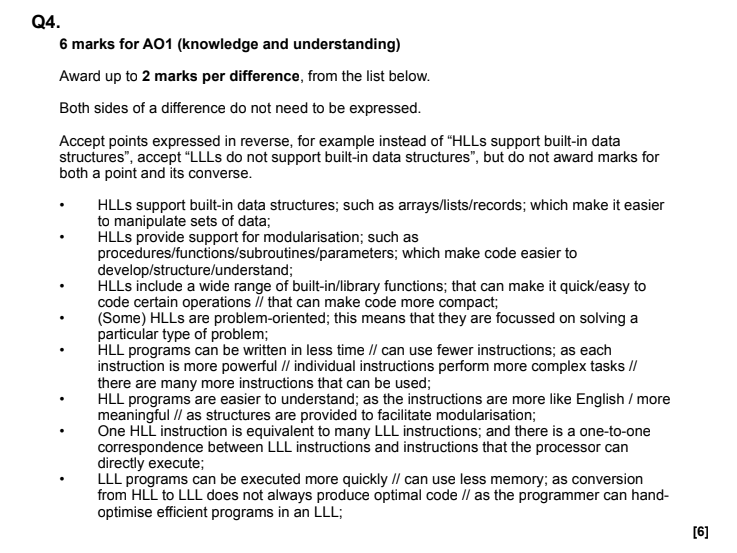 Q4.
6 marks for AO1 (knowledge and understanding)
Award up to 2 marks per difference, from the list below.
Both sides of a difference do not need to be expressed.
Accept points expressed in reverse, for example instead of "HLLs support built-in data
structures", accept "LLLs do not support built-in data structures", but do not award marks for
both a point and its converse.
• HLLs support built-in data structures; such as arrays/lists/records; which make it easier
to manipulate sets of data;
• HLLs provide support for modularisation; such as
procedures/functions/subroutines/parameters; which make code easier to
develop/structure/understand;
• HLLs include a wide range of built-in/library functions; that can make it quick/easy to
code certain operations // that can make code more compact;
• (Some) HLLs are problem-oriented; this means that they are focussed on solving a
particular type of problem;
• HLL programs can be written in less time // can use fewer instructions; as each
instruction is more powerful // individual instructions perform more complex tasks //
there are many more instructions that can be used;
• HLL programs are easier to understand; as the instructions are more like English / more
meaningful // as structures are provided to facilitate modularisation;
• One HLL instruction is equivalent to many LLL instructions; and there is a one-to-one
correspondence between LLL instructions and instructions that the processor can
directly execute;
• LLL programs can be executed more quickly // can use less memory; as conversion
from HLL to LLL does not always produce optimal code // as the programmer can hand-
optimise efficient programs in an LLL;
[6]